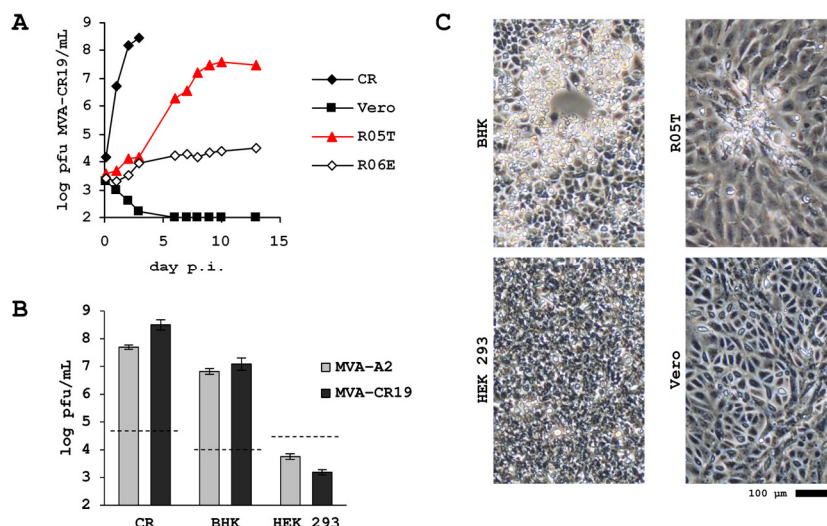 A
log pfu MVA-CR19/mL
9
8
7
6
5
4
3
2
0
5
10
15
day p.i.
CR
Vero
R05T
R06E
B
log pfu/mL
9
8
7
6
5
4
3
2
CR
BHK
HEK 293
MVA-A2
MVA-CR19
C
BHK
R05T
HEK 293
Vero
100 µm